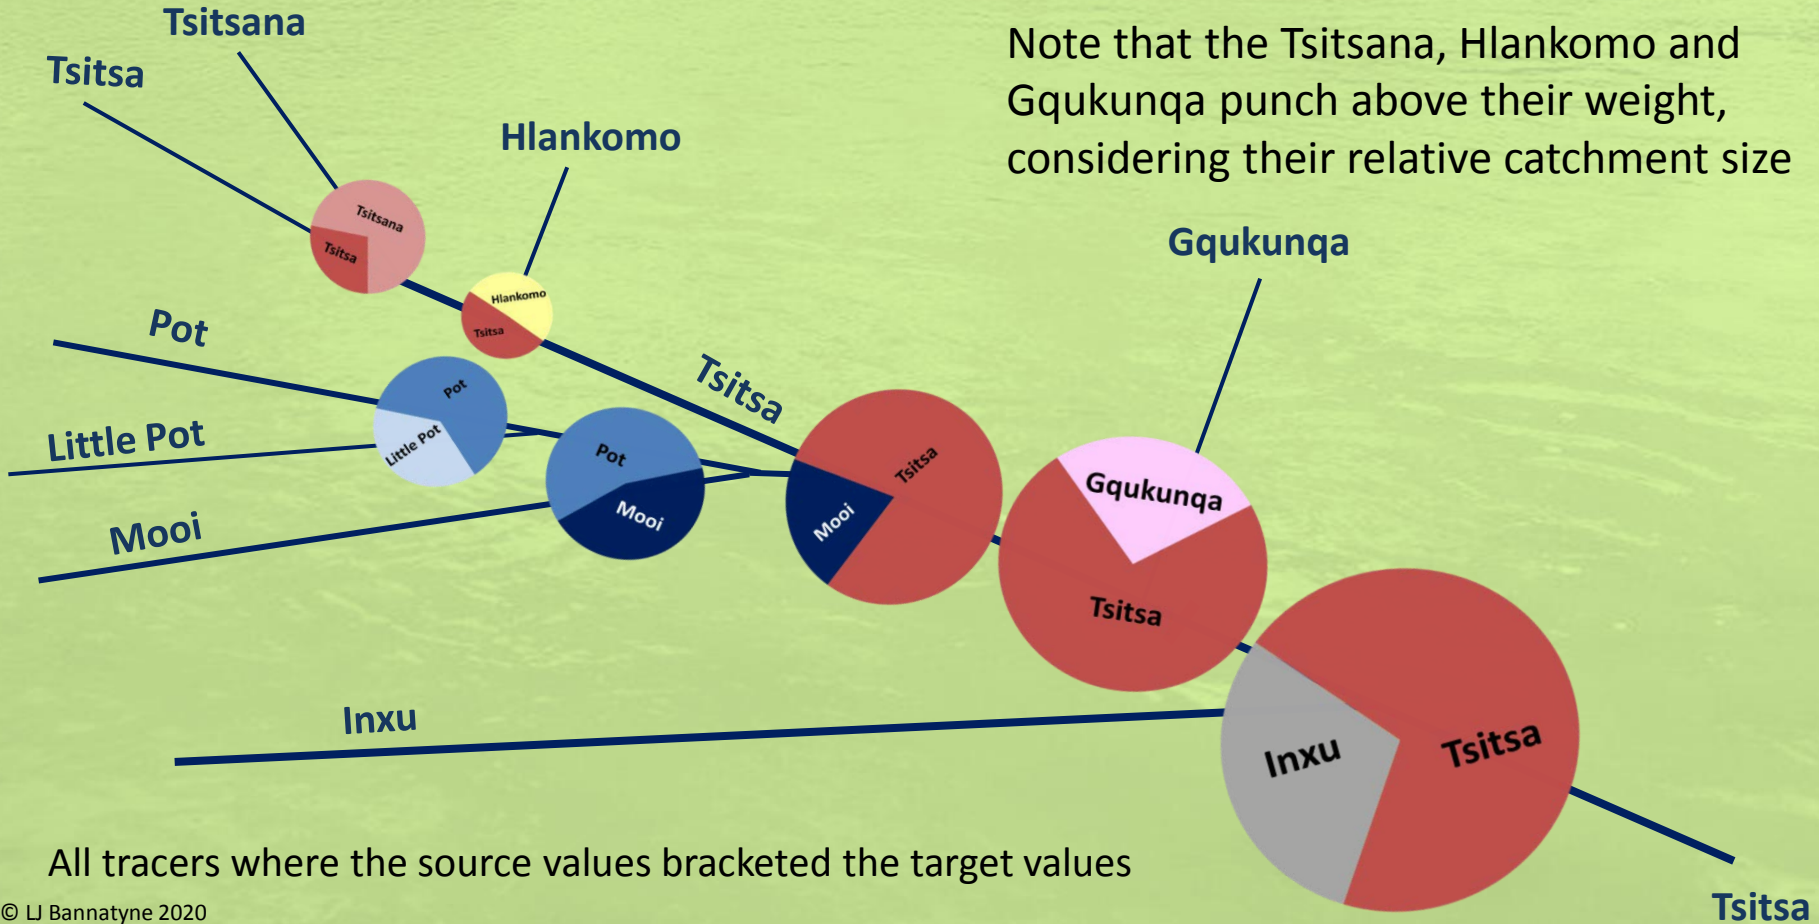 Tsitsana
Tsitsa
Note that the Tsitsana, Hlankomo and
Gqukunqa punch above their weight,
considering their relative catchment size
Hlankomo
Tsitsana
Tsitsa
Gqukunqa
Hlankomo
Tsitsa
Pot
Tsitsa
Pot
Little Pot
Little Pot
Pot
Mooi
Mooi
Tsitsa
Mooi
Gqukunqa
Tsitsa
Inxu
Inxu
Tsitsa
All tracers where the source values bracketed the target values
© LJ Bannatyne 2020
Tsitsa